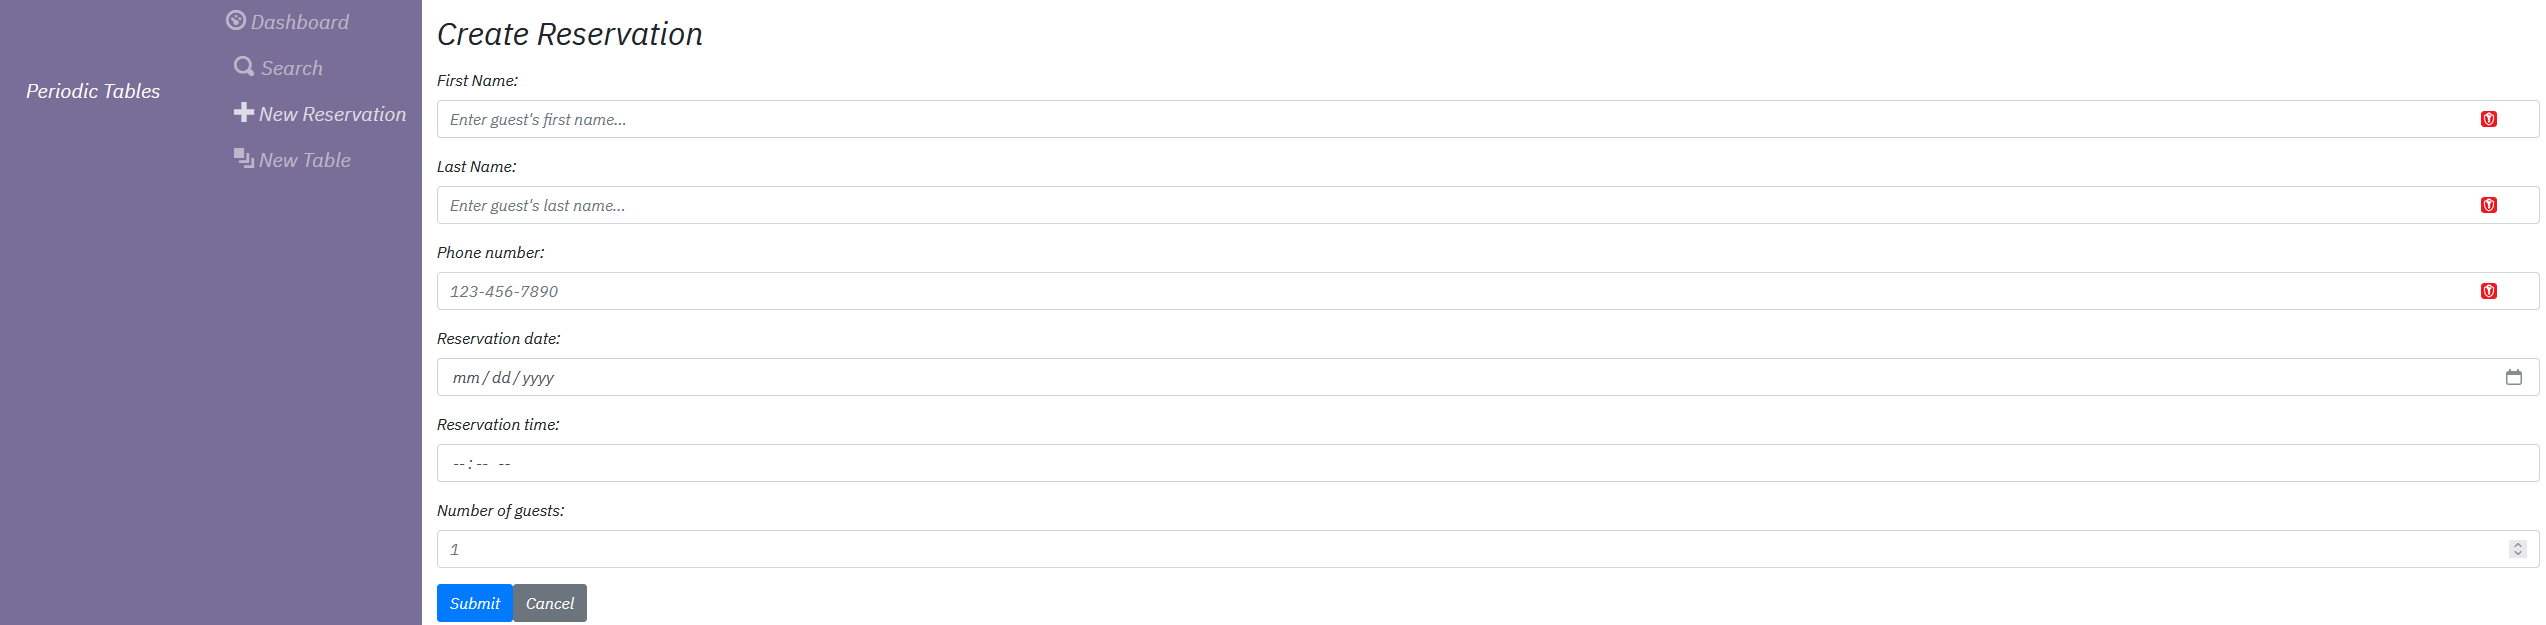 Periodic Tables
Dashboard
Search
New Reservation
New Table
Create Reservation
First Name:
Enter guest's first name...
Last Name:
Enter guest's last name...
Phone number:
123-456-7890
Reservation date:
mm/dd/yyyy
Reservation time:
--:-- --
Number of guests:
1
Submit Cancel